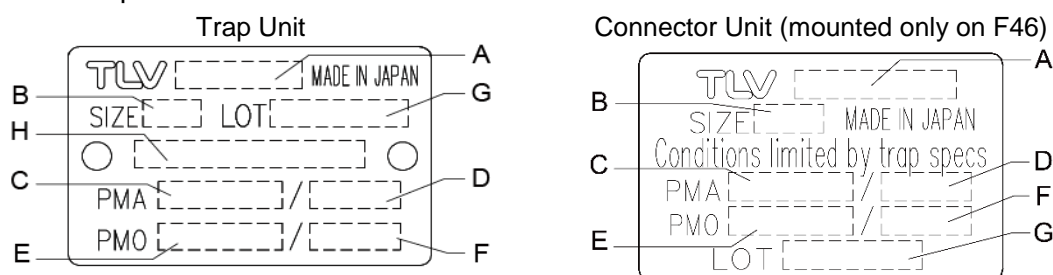 Trap Unit
A
TLV MADE IN JAPAN
B
G
SIZE LOT
H
C
D
PMA /
PMO /
E
F
Connector Unit (mounted only on F46)
A
TLV
B
SIZE MADE IN JAPAN
Conditions limited by trap specs
C
D
PMA /
F
PMO /
E
G
LOT